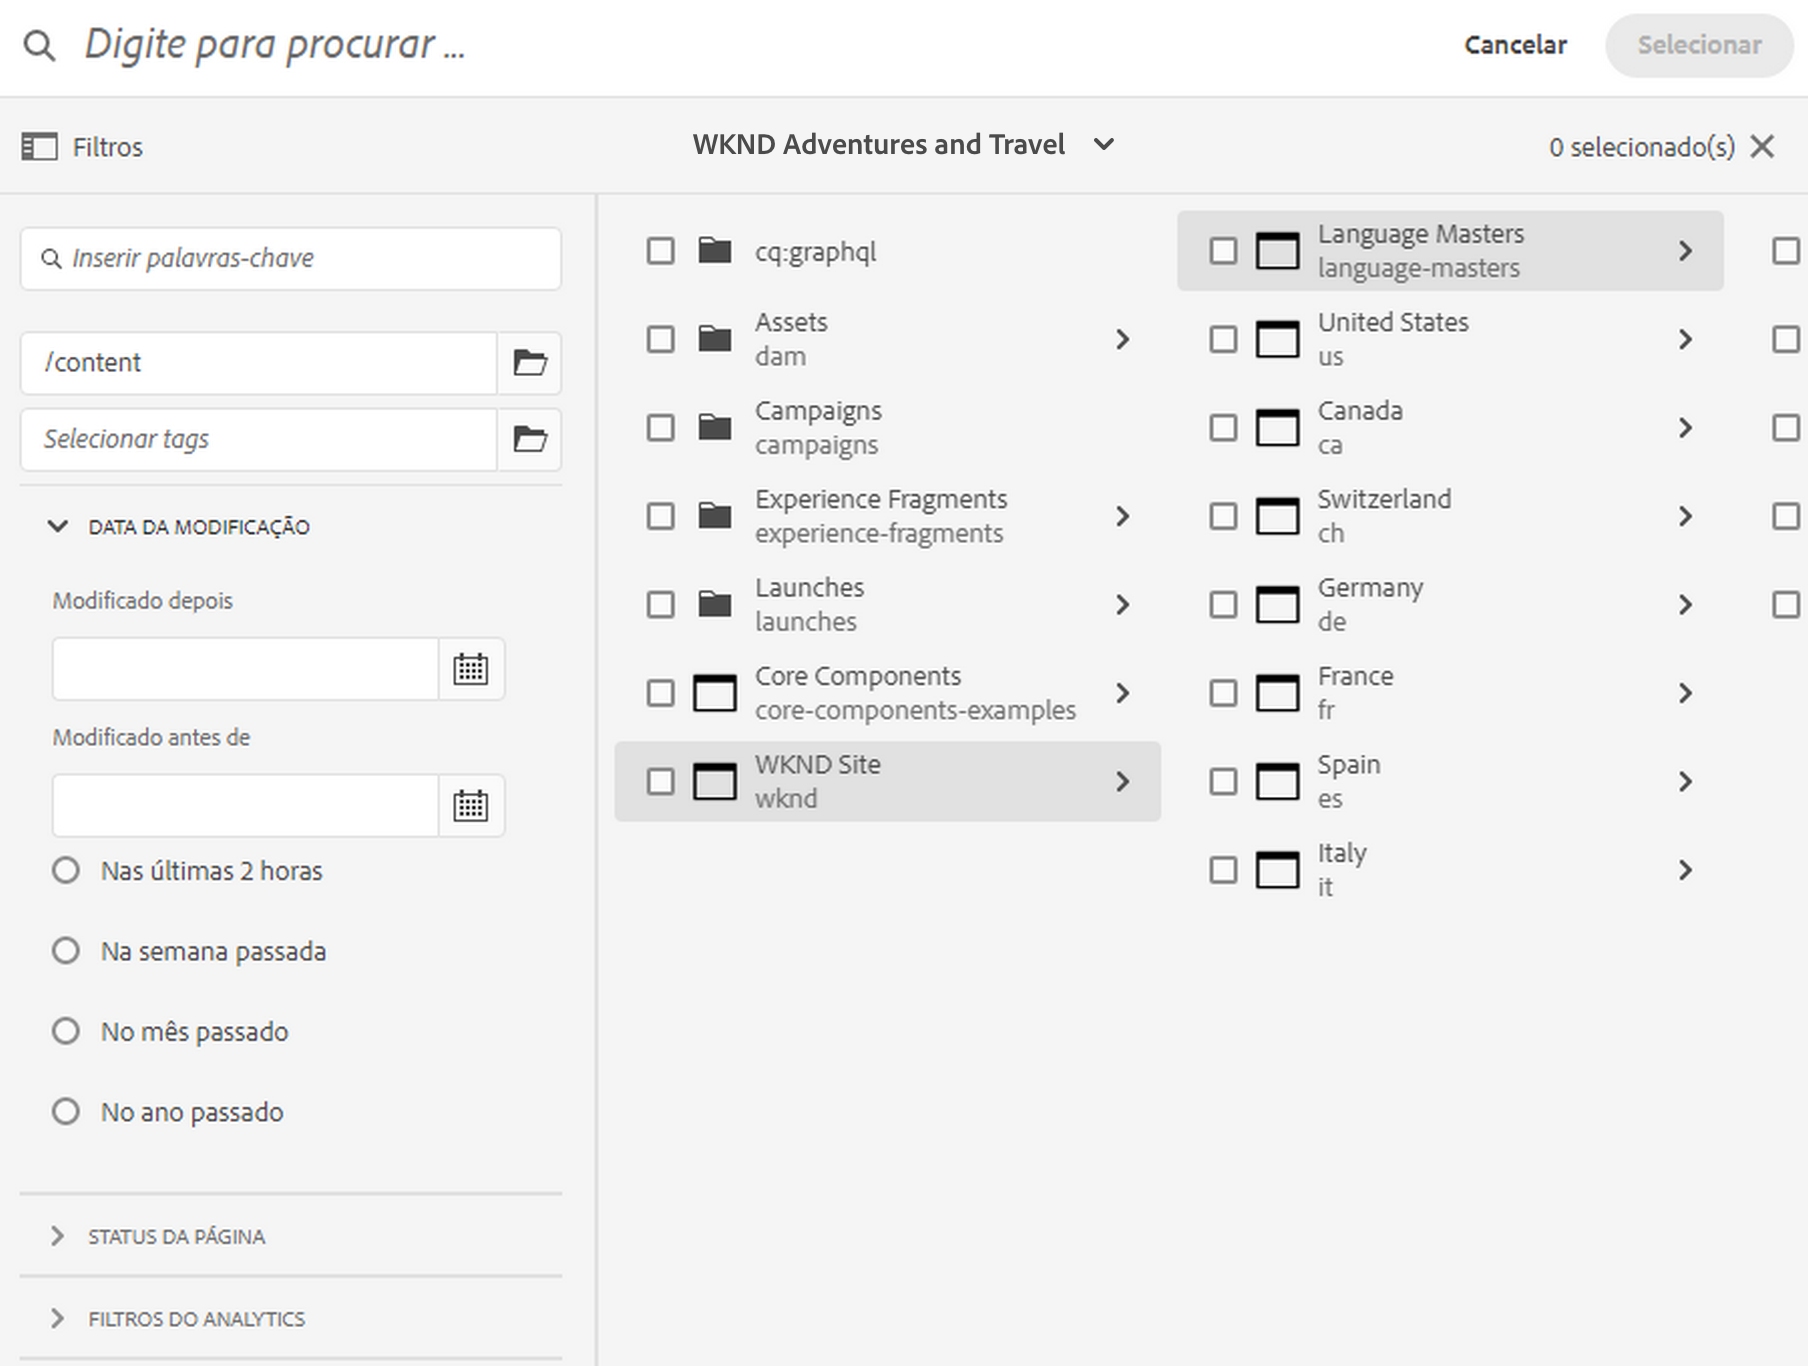 Digite para procurar ...
Cancelar
Selecionar
Filtros
WKND Adventures and Travel
0 selecionado(s)
Inserir palavras-chave
/content
Selecionar tags
DATA DA MODIFICAÇÃO
Modificado depois
Modificado antes de
Nas últimas 2 horas
Na semana passada
No mês passado
No ano passado
STATUS DA PÁGINA
FILTROS DO ANALYTICS
cq:graphql
Assets
dam
Campaigns
campaigns
Experience Fragments
experience-fragments
Launches
launches
Core Components
core-components-examples
WKND Site
wknd
Language Masters
language-masters
United States
us
Canada
ca
Switzerland
ch
Germany
de
France
fr
Spain
es
Italy
it